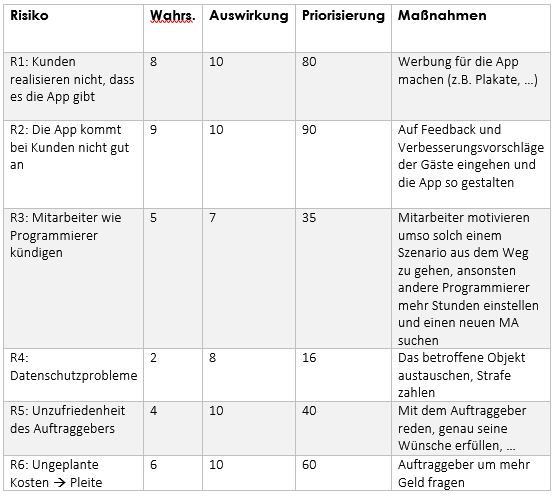 Risiko Wahrs. Auswirkung Priorisierung Maßnahmen
R1: Kunden 8 10 80 Werbung für die App
realisieren nicht, dass machen (z.B. Plakate, …)
es die App gibt
R2: Die App kommt 9 10 90 Auf Feedback und
bei Kunden nicht gut Verbesserungsvorschläge
an der Gäste eingehen und
die App so gestalten
R3: Mitarbeiter wie 5 7 35 Mitarbeiter motivieren
Programmierer umso solch einem
kündigen Szenario aus dem Weg
zu gehen, ansonsten
andere Programmierer
mehr Stunden einstellen
und einen neuen MA
suchen
R4: 2 8 16 Das betroffene Objekt
Datenschutzprobleme austauschen, Strafe
zahlen
R5: Unzufriedenheit 4 10 40 Mit dem Auftraggeber
des Auftraggebers reden, genau seine
Wünsche erfüllen, …
R6: Ungeplante 6 10 60 Auftraggeber um mehr
Kosten → Pleite Geld fragen